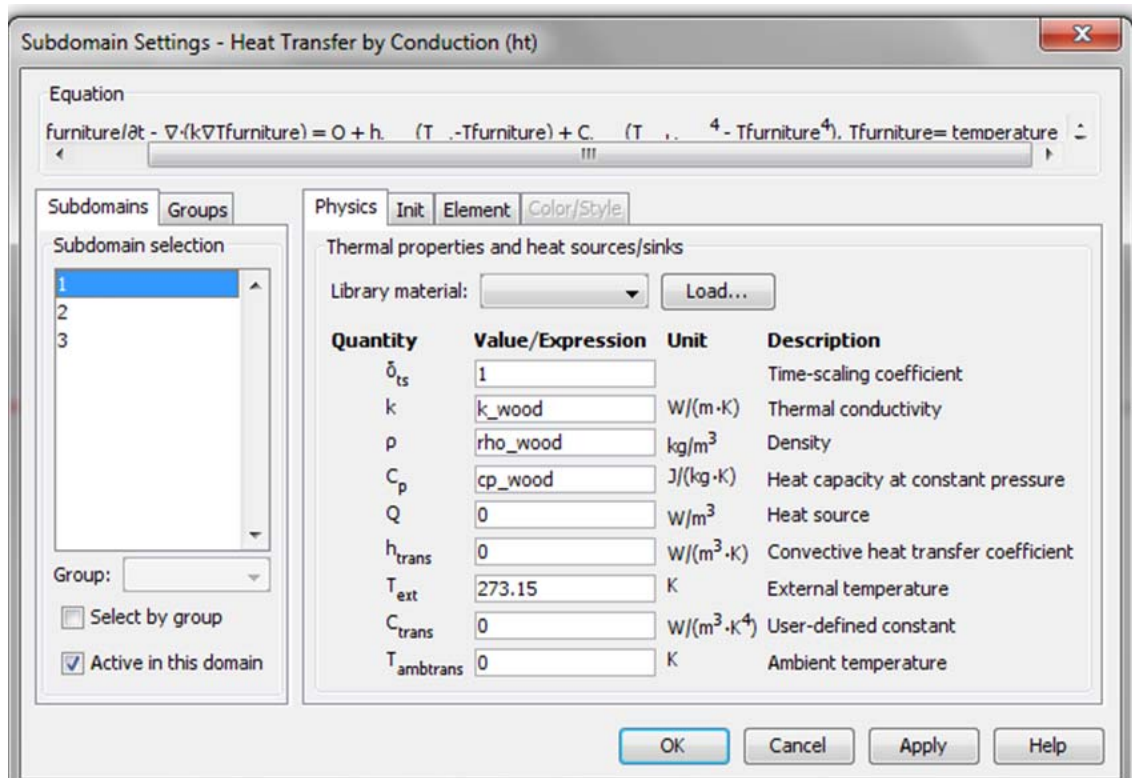 Subdomain Settings - Heat Transfer by Conduction (ht)
Equation
furniture/∂t - ∇·(k∇Tfurniture) = Q + h (T -Tfurniture) + C (T ⁴ - Tfurniture⁴), Tfurniture= temperature
Subdomains Groups
Subdomain selection
1
2
3
Group:
Select by group
Active in this domain
Physics Init Element Color/Style
Thermal properties and heat sources/sinks
Library material: Load...
Quantity Value/Expression Unit Description
δts 1 Time-scaling coefficient
k k_wood W/(m·K) Thermal conductivity
ρ rho_wood kg/m³ Density
Cp cp_wood J/(kg·K) Heat capacity at constant pressure
Q 0 W/m³ Heat source
htrans 0 W/(m³·K) Convective heat transfer coefficient
Text 273.15 K External temperature
Ctrans 0 W/(m³·K⁴) User-defined constant
Tambtrans 0 K Ambient temperature
OK Cancel Apply Help